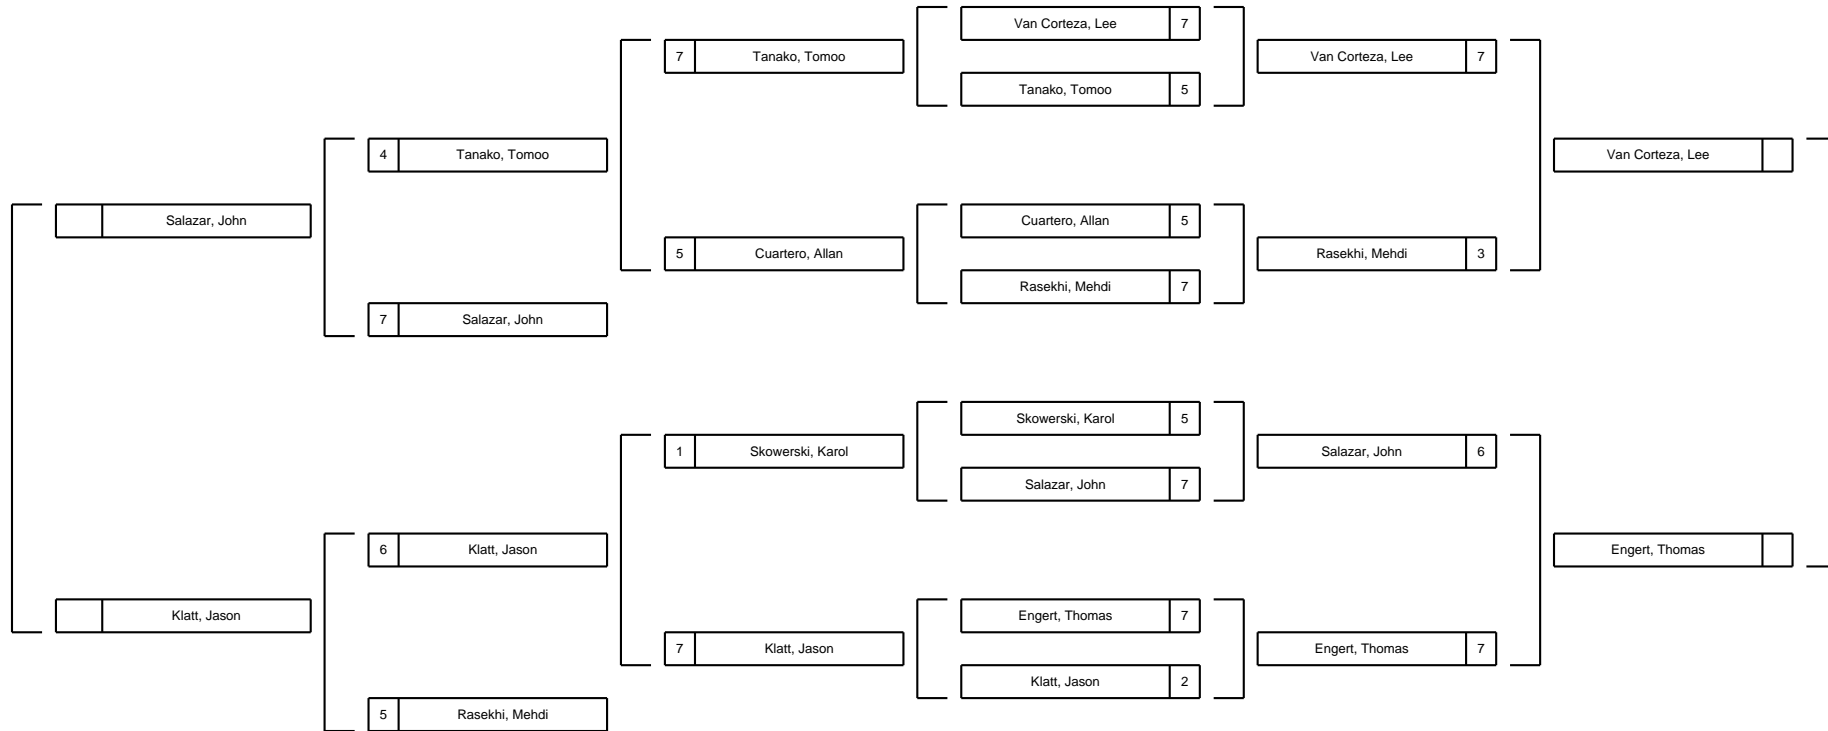 Van Corteza, Lee 7
7 Tanako, Tomoo
Van Corteza, Lee 7
Tanako, Tomoo 5
4 Tanako, Tomoo
Van Corteza, Lee
Salazar, John
Cuartero, Allan 5
5 Cuartero, Allan
Rasekhi, Mehdi 3
Rasekhi, Mehdi 7
7 Salazar, John
Skowerski, Karol 5
1 Skowerski, Karol
Salazar, John 6
Salazar, John 7
6 Klatt, Jason
Engert, Thomas
Klatt, Jason
Engert, Thomas 7
7 Klatt, Jason
Engert, Thomas 7
Klatt, Jason 2
5 Rasekhi, Mehdi